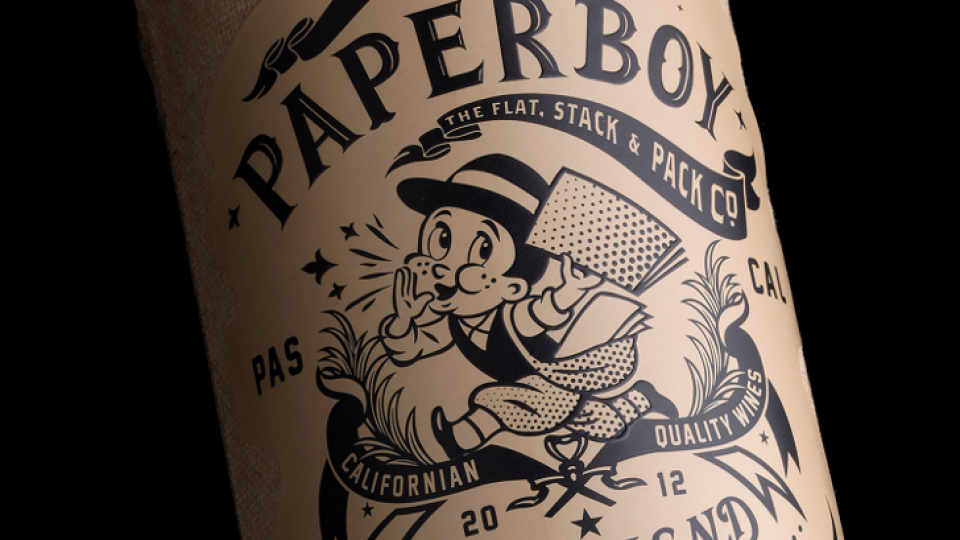 PAPERBOY
THE FLAT, STACK & PACK CO
PAS
CAL
CALIFORNIAN
QUALITY WINES
20
12